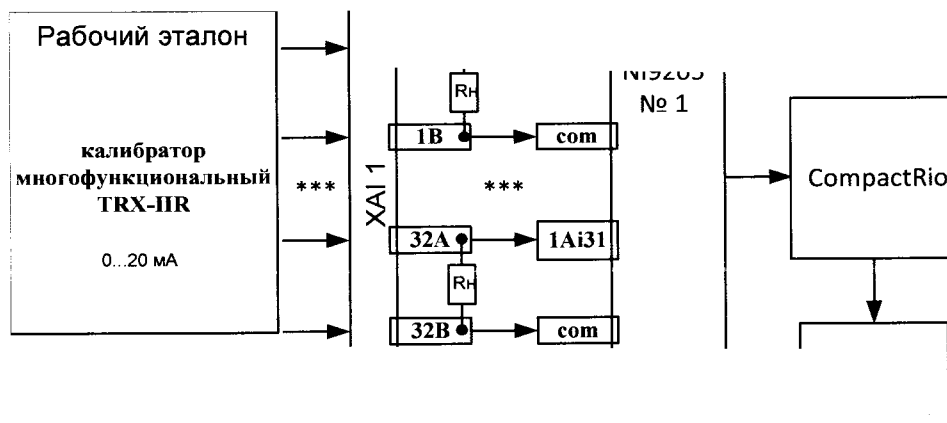 Рабочий эталон
калибратор
многофункциональный
TRX-IIR
0...20 мА
***
XAI 1
Rн
1B
com
***
32A
1Ai31
Rн
32B
com
№ 1
CompactRio